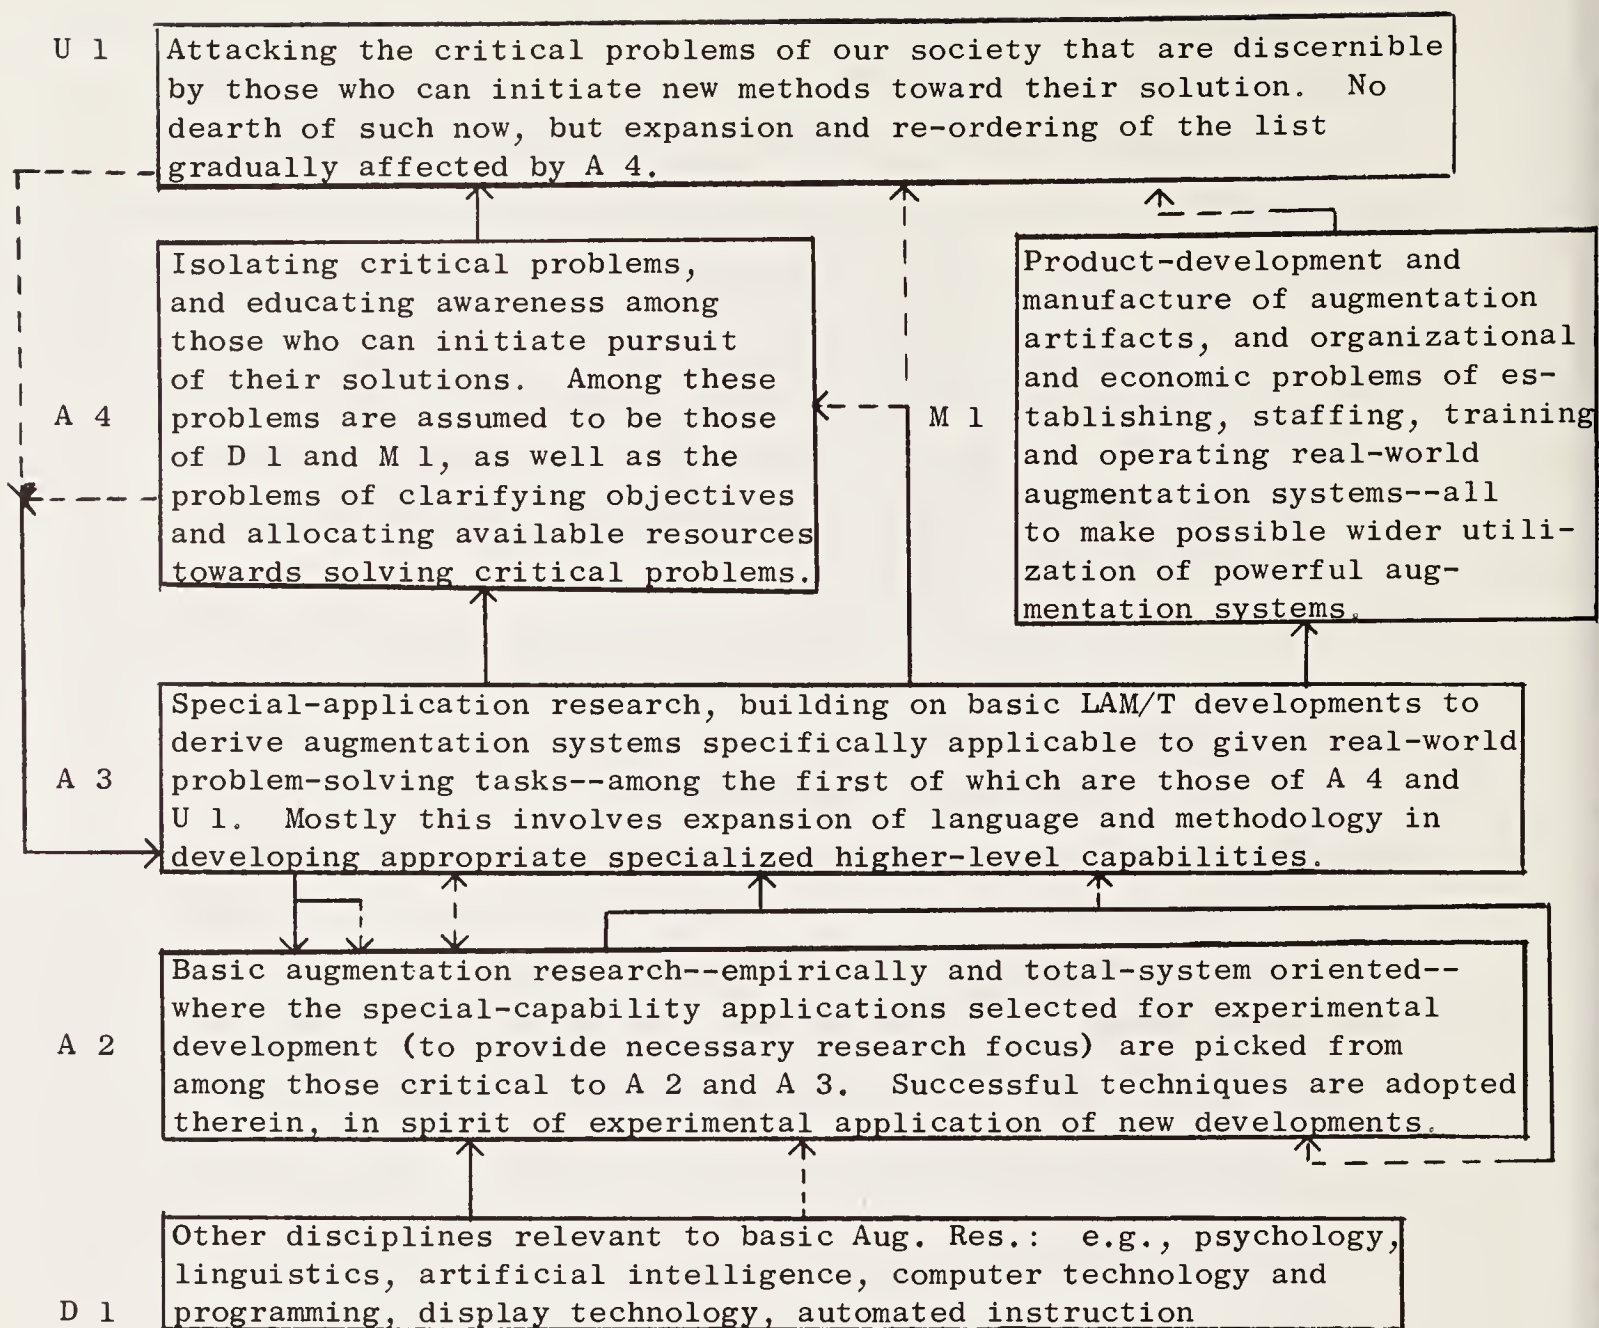 U 1
Attacking the critical problems of our society that are discernible
by those who can initiate new methods toward their solution. No
dearth of such now, but expansion and re-ordering of the list
gradually affected by A 4.
A 4
Isolating critical problems,
and educating awareness among
those who can initiate pursuit
of their solutions. Among these
problems are assumed to be those
of D 1 and M 1, as well as the
problems of clarifying objectives
and allocating available resources
towards solving critical problems.
M 1
Product-development and
manufacture of augmentation
artifacts, and organizational
and economic problems of es-
tablishing, staffing, training
and operating real-world
augmentation systems--all
to make possible wider utili-
zation of powerful aug-
mentation systems.
A 3
Special-application research, building on basic LAM/T developments to
derive augmentation systems specifically applicable to given real-world
problem-solving tasks--among the first of which are those of A 4 and
U 1. Mostly this involves expansion of language and methodology in
developing appropriate specialized higher-level capabilities.
A 2
Basic augmentation research--empirically and total-system oriented--
where the special-capability applications selected for experimental
development (to provide necessary research focus) are picked from
among those critical to A 2 and A 3. Successful techniques are adopted
therein, in spirit of experimental application of new developments.
D 1
Other disciplines relevant to basic Aug. Res.: e.g., psychology,
linguistics, artificial intelligence, computer technology and
programming, display technology, automated instruction